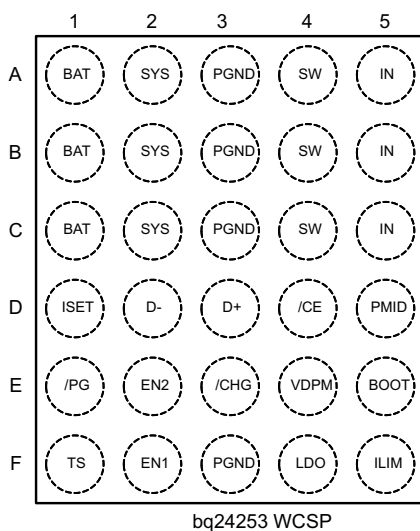 1 2 3 4 5
A BAT SYS PGND SW IN
B BAT SYS PGND SW IN
C BAT SYS PGND SW IN
D ISET D- D+ /CE PMID
E /PG EN2 /CHG VDPM BOOT
F TS EN1 PGND LDO ILIM
bq24253 WCSP